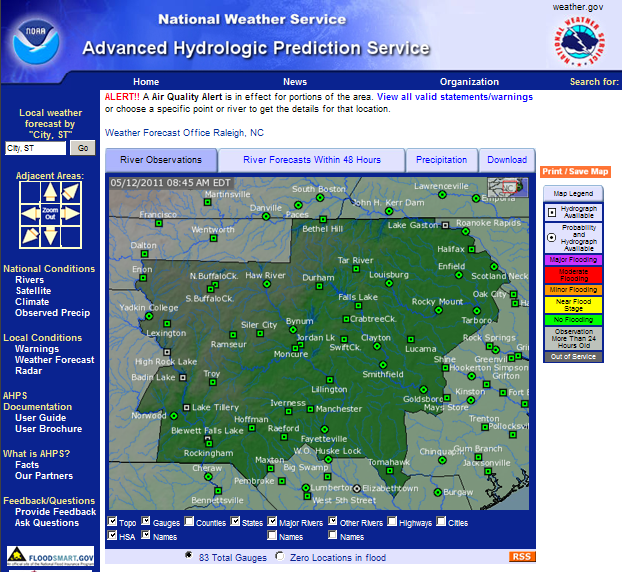 weather.gov
NOAA
National Weather Service
Advanced Hydrologic Prediction Service
Home News Organization Search for:
Local weather
forecast by
"City, ST"
City, ST Go
ALERT!! A Air Quality Alert is in effect for portions of the area. View all valid statements/warnings
or choose a specific point or river to get the details for that location.
Weather Forecast Office Raleigh, NC
River Observations River Forecasts Within 48 Hours Precipitation Download
Print / Save Map
Adjacent Areas:
Zoom
Out
National Conditions
Rivers
Satellite
Climate
Observed Precip
Local Conditions
Warnings
Weather Forecast
Radar
AHPS
Documentation
User Guide
User Brochure
What is AHPS?
Facts
Our Partners
Feedback/Questions
Provide Feedback
Ask Questions
FLOODSMART.GOV
05/12/2011 08:45 AM EDT
NC
Martinsville
South Boston
Lawrenceville
Emporia
Francisco
Danville
Paces
John H. Kerr Dam
Wentworth
Bethel Hill
Lake Gaston
Roanoke Rapids
Dalton
Halifax
Enon
N.BuffaloCk.
Haw River
Tar River
Durham
Louisburg
Enfield
Scotland Neck
S.BuffaloCk.
Falls Lake
Rocky Mount
Oak City
Yadkin College
Bynum
CrabtreeCk.
Tarboro
Lexington
Siler City
Ramseur
Jordan Lk
SwiftCk.
Clayton
Lucama
Rock Springs
Moncure
High Rock Lake
Shine
Greenville
Badin Lake
Troy
Smithfield
Hookerton
Simpson
Grifton
Lillington
Goldsboro
Kinston
Fort B
Norwood
Lake Tillery
Iverness
Manchester
Mays Store
Blewett Falls Lake
Hoffman
Raeford
Fayetteville
Trenton
Pollocksv
Rockingham
W.O. Huske Lock
Chinquapin
Gum Branch
Cheraw
Maxton
Big Swamp
Tomahawk
Jacksonville
Pembroke
Lumberton
Elizabethtown
Burgaw
Bennettsville
West 5th Street
Map Legend
Hydrograph
Available
Probability
and
Hydrograph
Available
Major Flooding
Moderate
Flooding
Minor Flooding
Near Flood
Stage
No Flooding
Observation
More Than 24
Hours Old
Out of Service
Topo Gauges Counties States Major Rivers Other Rivers Highways Cities
HSA Names Names Names
83 Total Gauges Zero Locations in flood RSS